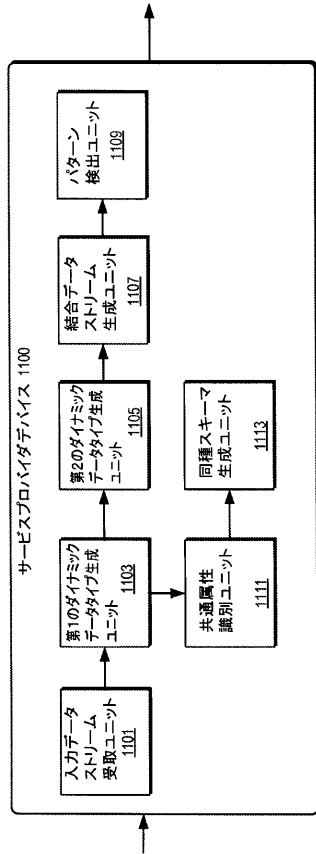 サービスプロバイダデバイス 1100
入力データ
ストリーム
受取ユニット
1101
第1のダイナミック
データタイプ生成
ユニット
1103
第2のダイナミック
データタイプ生成
ユニット
1105
結合データ
ストリーム
生成ユニット
1107
パターン
検出ユニット
1109
共通属性
識別ユニット
1111
同種スキーマ
生成ユニット
1113